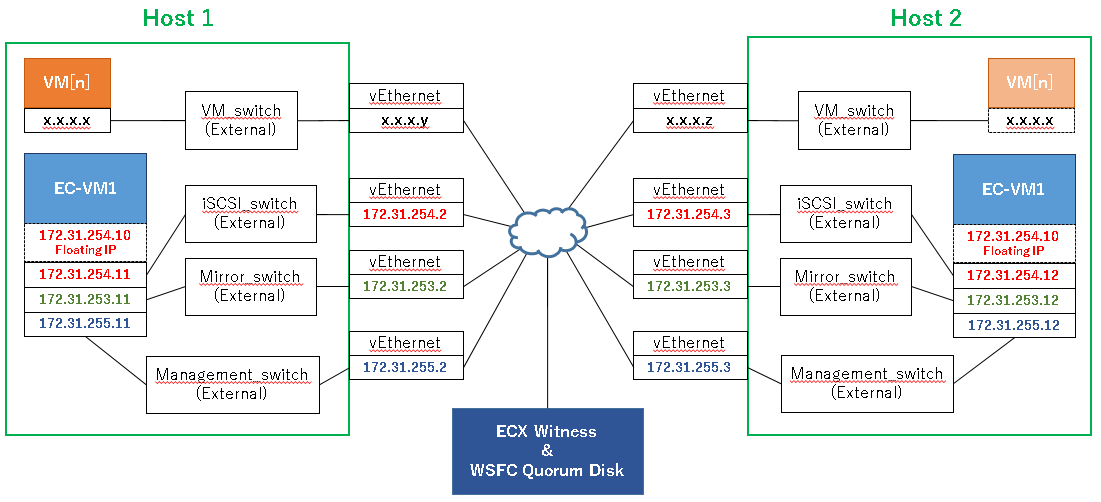 Host 1
VM[n]
x.x.x.x
VM_switch
(External)
vEthernet
x.x.x.y
EC-VM1
172.31.254.10
Floating IP
172.31.254.11
172.31.253.11
172.31.255.11
iSCSI_switch
(External)
vEthernet
172.31.254.2
Mirror_switch
(External)
vEthernet
172.31.253.2
Management_switch
(External)
vEthernet
172.31.255.2
Host 2
vEthernet
x.x.x.z
VM_switch
(External)
VM[n]
x.x.x.x
vEthernet
172.31.254.3
iSCSI_switch
(External)
EC-VM1
172.31.254.10
Floating IP
172.31.254.12
172.31.253.12
172.31.255.12
vEthernet
172.31.253.3
Mirror_switch
(External)
vEthernet
172.31.255.3
Management_switch
(External)
ECX Witness
&
WSFC Quorum Disk